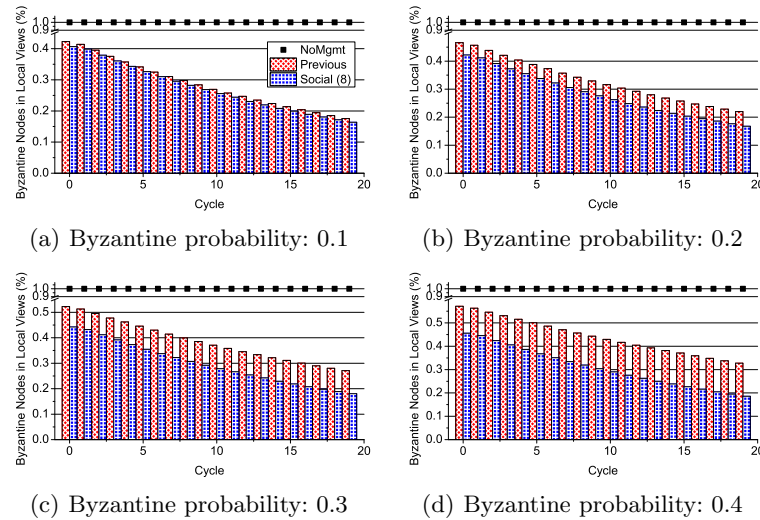 Byzantine Nodes in Local Views (%)
1.0
0.9
0.4
0.3
0.2
0.1
0.0
NoMgmt
Previous
Social (8)
0 5 10 15 20
Cycle
(a) Byzantine probability: 0.1
Byzantine Nodes in Local Views (%)
1.0
0.9
0.4
0.2
0.0
0 5 10 15 20
Cycle
(b) Byzantine probability: 0.2
Byzantine Nodes in Local Views (%)
1.0
0.9
0.5
0.4
0.3
0.2
0.1
0.0
0 5 10 15 20
Cycle
(c) Byzantine probability: 0.3
Byzantine Nodes in Local Views (%)
1.0
0.9
0.5
0.4
0.3
0.2
0.1
0.0
0 5 10 15 20
Cycle
(d) Byzantine probability: 0.4